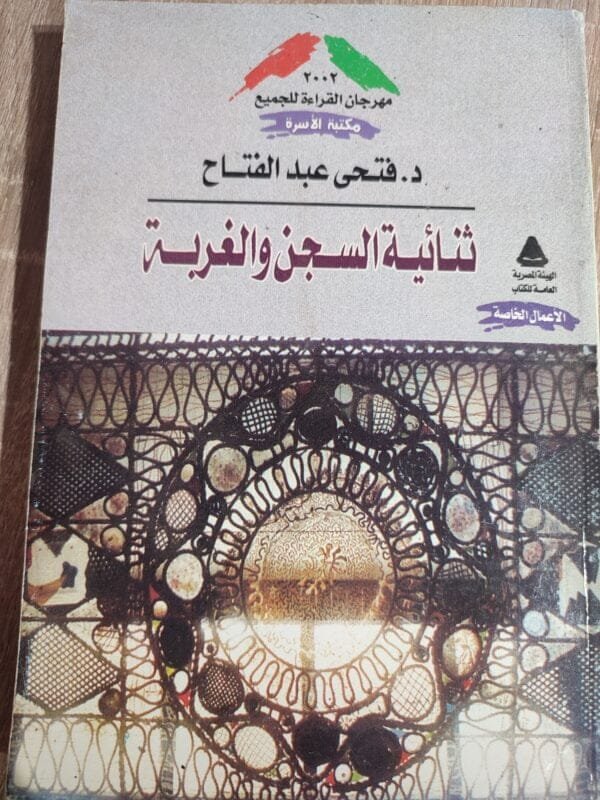 ٢٠٠٢
مهرجان القراءة للجميع
مكتبة الأسرة
د. فتحى عبد الفتاح
ثنائية السجن والغربة
الهيئة المصرية
العامة للكتاب
الأعمال الخاصة